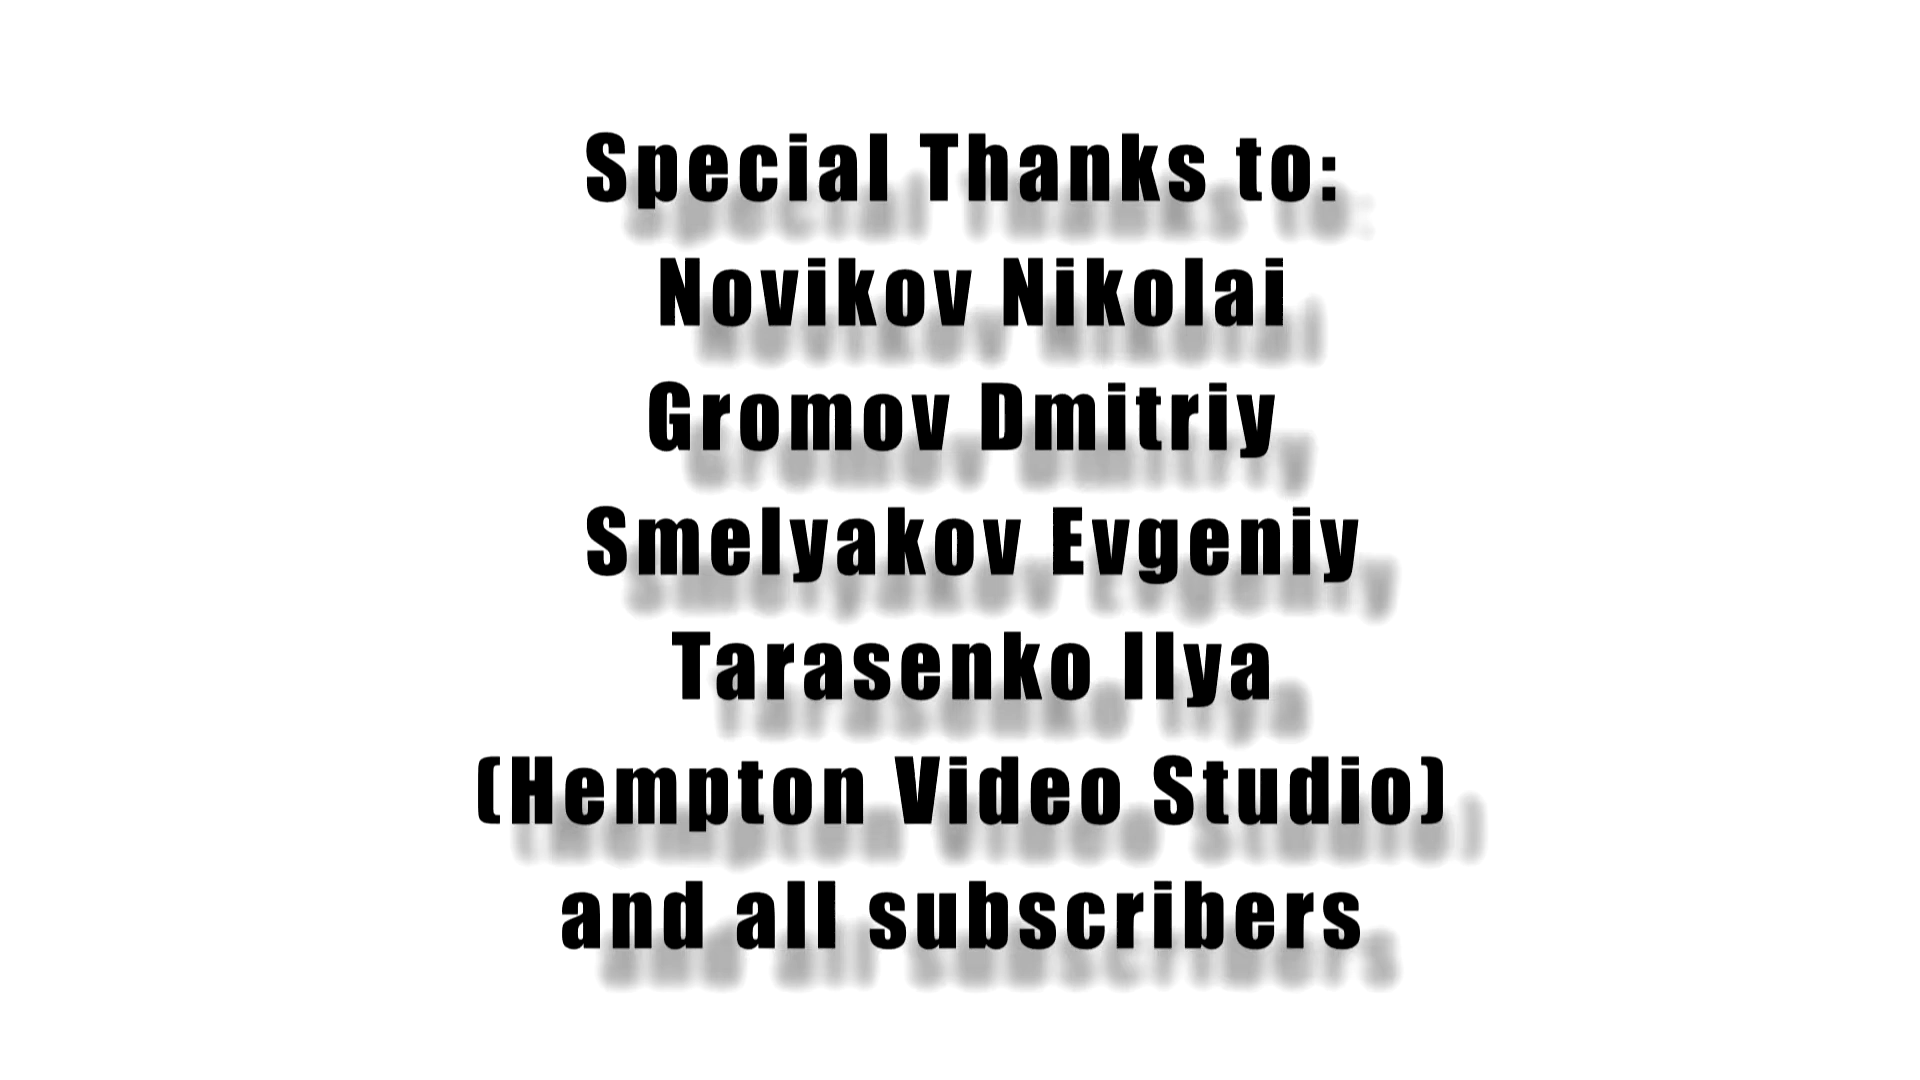 Special Thanks to:
Novikov Nikolai
Gromov Dmitriy
Smelyakov Evgeniy
Tarasenko Ilya
(Hempton Video Studio)
and all subscribers